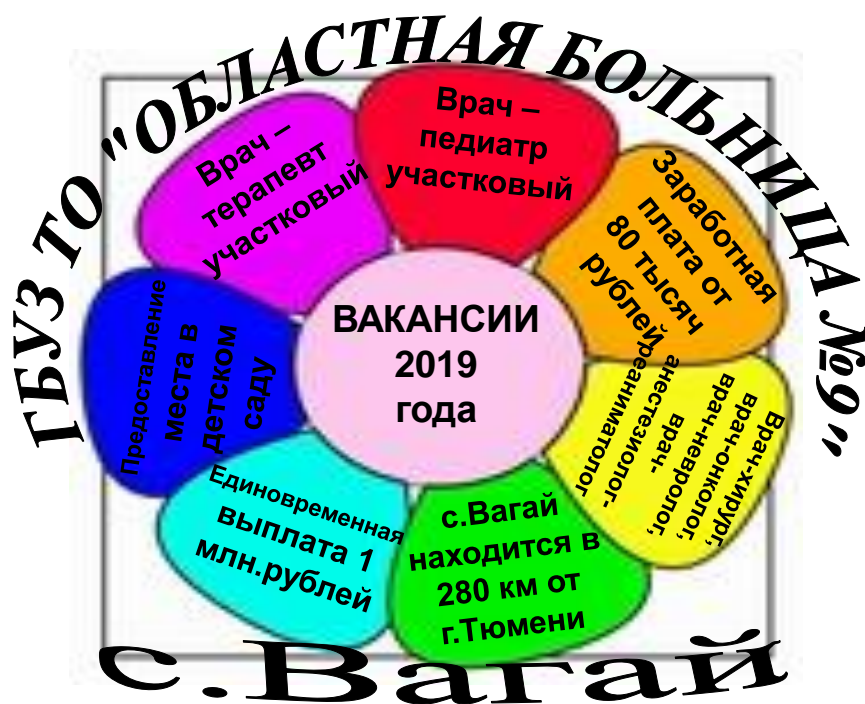 ГБУЗ ТО "ОБЛАСТНАЯ БОЛЬНИЦА №9"
Врач –
терапевт
участковый
Врач –
педиатр
участковый
Заработная
плата от
80 тысяч
рублей
Врач-хирург,
врач-онколог,
врач-невролог,
врач-
анестезиолог-
реаниматолог
с.Вагай
находится в
280 км от
г.Тюмени
Единовременная
выплата 1
млн.рублей
Предоставление
места в
детском
саду
ВАКАНСИИ
2019
года
с.Вагай